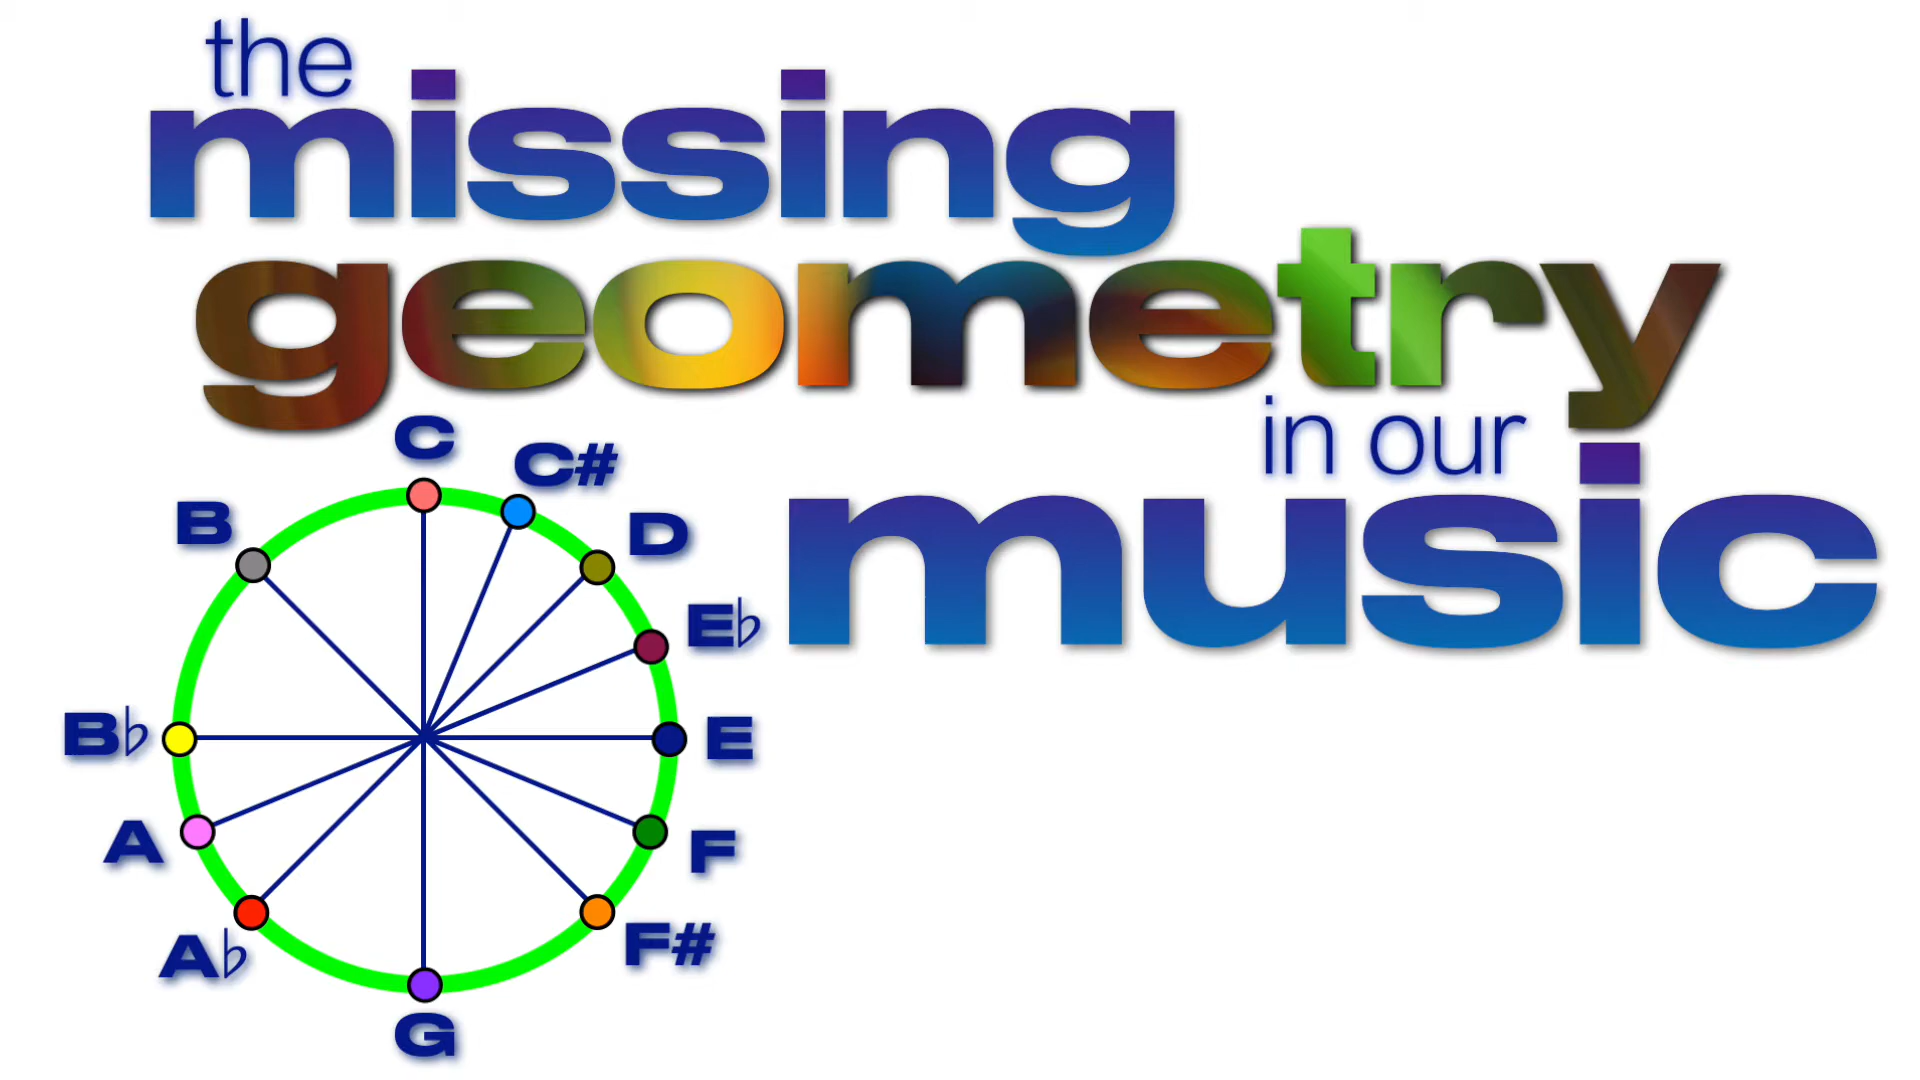 the
missing
geometry
in our
music
C
C#
D
E♭
E
F
F#
G
A♭
A
B♭
B